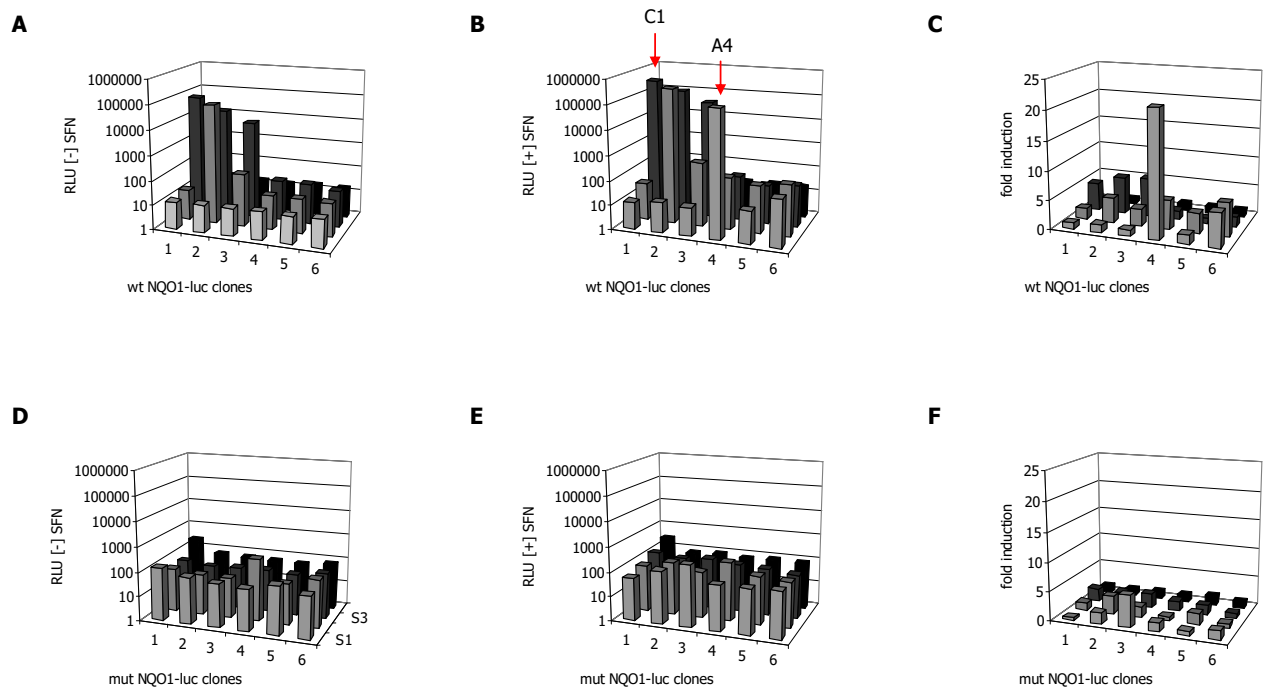 A
RLU [-] SFN
1000000
100000
10000
1000
100
10
1
1 2 3 4 5 6
wt NQO1-luc clones
B
C1
A4
RLU [+] SFN
1000000
100000
10000
1000
100
10
1
1 2 3 4 5 6
wt NQO1-luc clones
C
fold induction
25
20
15
10
5
0
1 2 3 4 5 6
wt NQO1-luc clones
D
RLU [-] SFN
1000000
100000
10000
1000
100
10
1
1 2 3 4 5 6
S1
S3
mut NQO1-luc clones
E
RLU [+] SFN
1000000
100000
10000
1000
100
10
1
1 2 3 4 5 6
mut NQO1-luc clones
F
fold induction
25
20
15
10
5
0
1 2 3 4 5 6
mut NQO1-luc clones